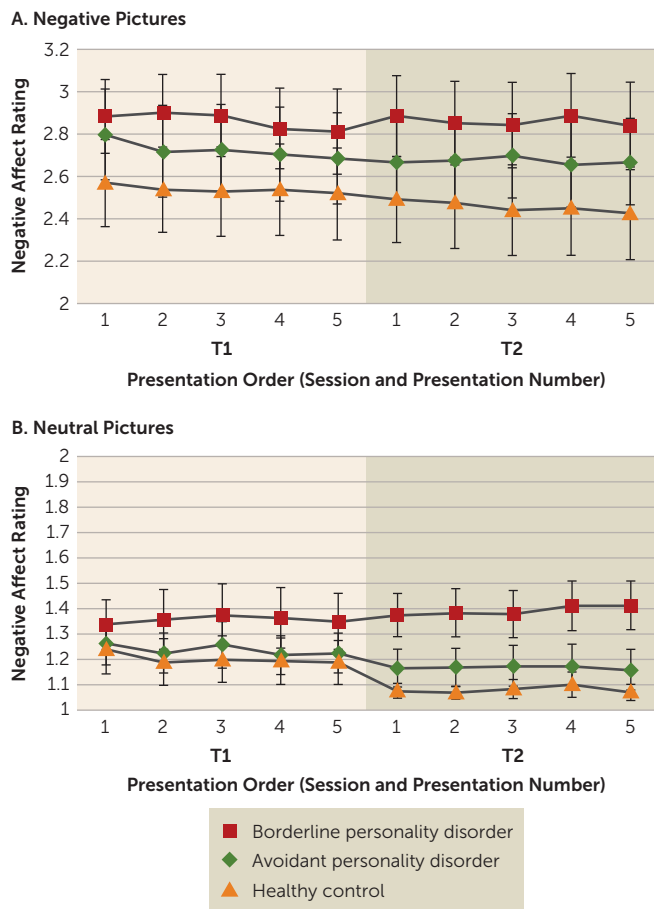 A. Negative Pictures
Negative Affect Rating
3.2
3
2.8
2.6
2.4
2.2
2
1 2 3 4 5 1 2 3 4 5
T1 T2
Presentation Order (Session and Presentation Number)
B. Neutral Pictures
Negative Affect Rating
2
1.9
1.8
1.7
1.6
1.5
1.4
1.3
1.2
1.1
1
1 2 3 4 5 1 2 3 4 5
T1 T2
Presentation Order (Session and Presentation Number)
Borderline personality disorder
Avoidant personality disorder
Healthy control